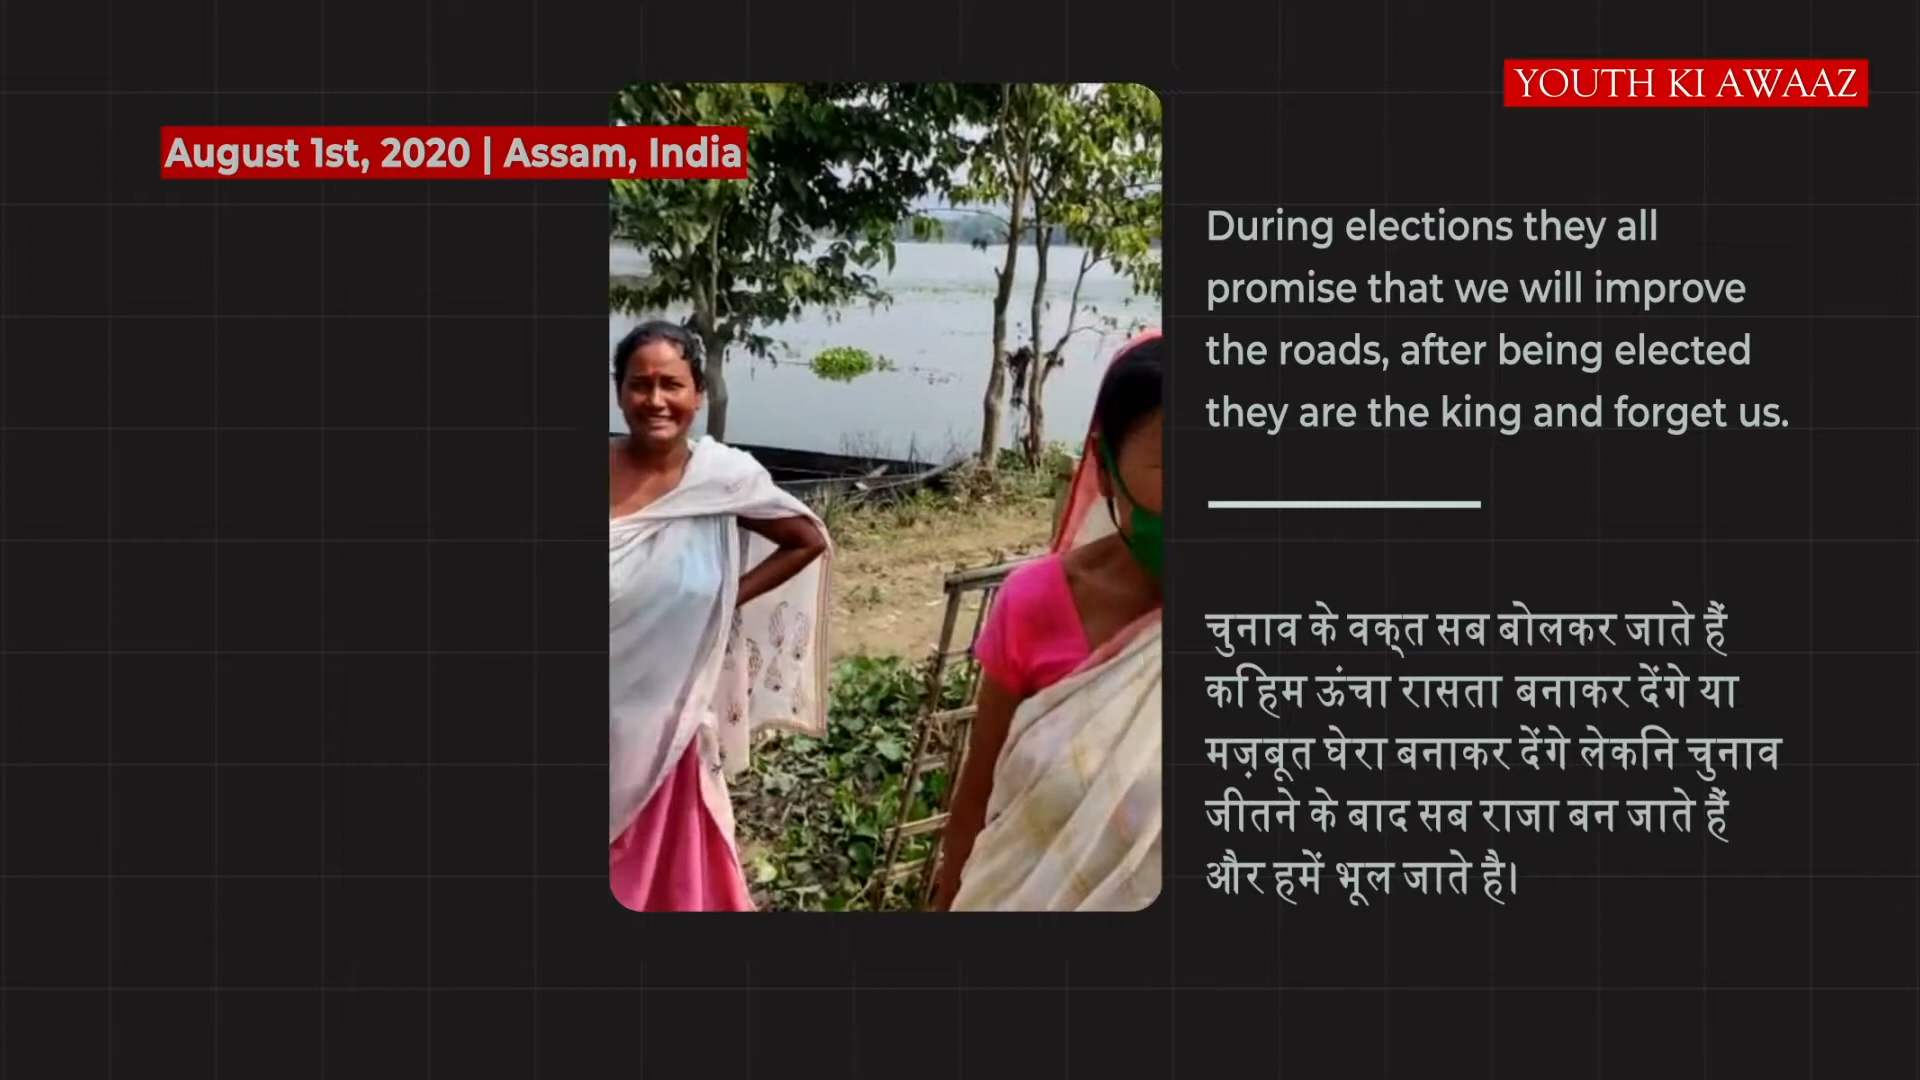 YOUTH KI AWAAZ
August 1st, 2020 | Assam, India
During elections they all
promise that we will improve
the roads, after being elected
they are the king and forget us.
चुनाव के वक्त सब बोलकर जाते हैं
कहिम ऊंचा रासता बनाकर देंगे या
मज़बूत घेरा बनाकर देंगे लेकनि चुनाव
जीतने के बाद सब राजा बन जाते हैं
और हमें भूल जाते है।